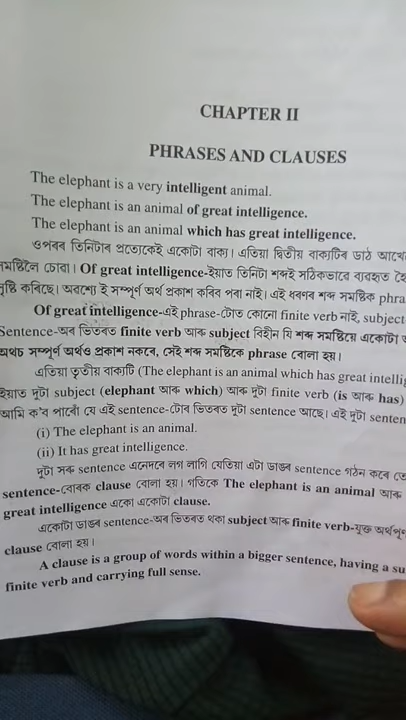 CHAPTER II
PHRASES AND CLAUSES
The elephant is a very intelligent animal.
The elephant is an animal of great intelligence.
The elephant is an animal which has great intelligence.
ওপৰৰ তিনিটাৰ প্ৰত্যেকেই একোটা বাক্য। এতিয়া দ্বিতীয় বাক্যটিৰ ডাঠ আখৰে
সমষ্টিলৈ চোৱা। Of great intelligence-ইয়াত তিনিটা শব্দই সঠিকভাৱে ব্যৱহৃত হৈ
সৃষ্টি কৰিছে। অৱশ্যে ই সম্পূৰ্ণ অৰ্থ প্ৰকাশ কৰিব পৰা নাই। এই ধৰণৰ শব্দ সমষ্টিক phra
Of great intelligence-এই phrase-টোত কোনো finite verb নাই, subject
Sentence-অৰ ভিতৰত finite verb আৰু subject বিহীন যি শব্দ সমষ্টিয়ে একোটা
অথচ সম্পূৰ্ণ অৰ্থও প্ৰকাশ নকৰে, সেই শব্দ সমষ্টিকে phrase বোলা হয়।
এতিয়া তৃতীয় বাক্যটি (The elephant is an animal which has great intelli
ইয়াত দুটা subject (elephant আৰু which) আৰু দুটা finite verb (is আৰু has)
আমি ক'ব পাৰোঁ যে এই sentence-টোৰ ভিতৰত দুটা sentence আছে। এই দুটা senten
(i) The elephant is an animal.
(ii) It has great intelligence.
দুটা সৰু sentence এনেদৰে লগ লাগি যেতিয়া এটা ডাঙৰ sentence গঠন কৰে তে
sentence-বোৰক clause বোলা হয়। গতিকে The elephant is an animal আৰু
great intelligence একো একোটা clause.
একোটা ডাঙৰ sentence-অৰ ভিতৰত থকা subject আৰু finite verb-যুক্ত অৰ্থপূৰ্ণ
clause বোলা হয়।
A clause is a group of words within a bigger sentence, having a su
finite verb and carrying full sense.